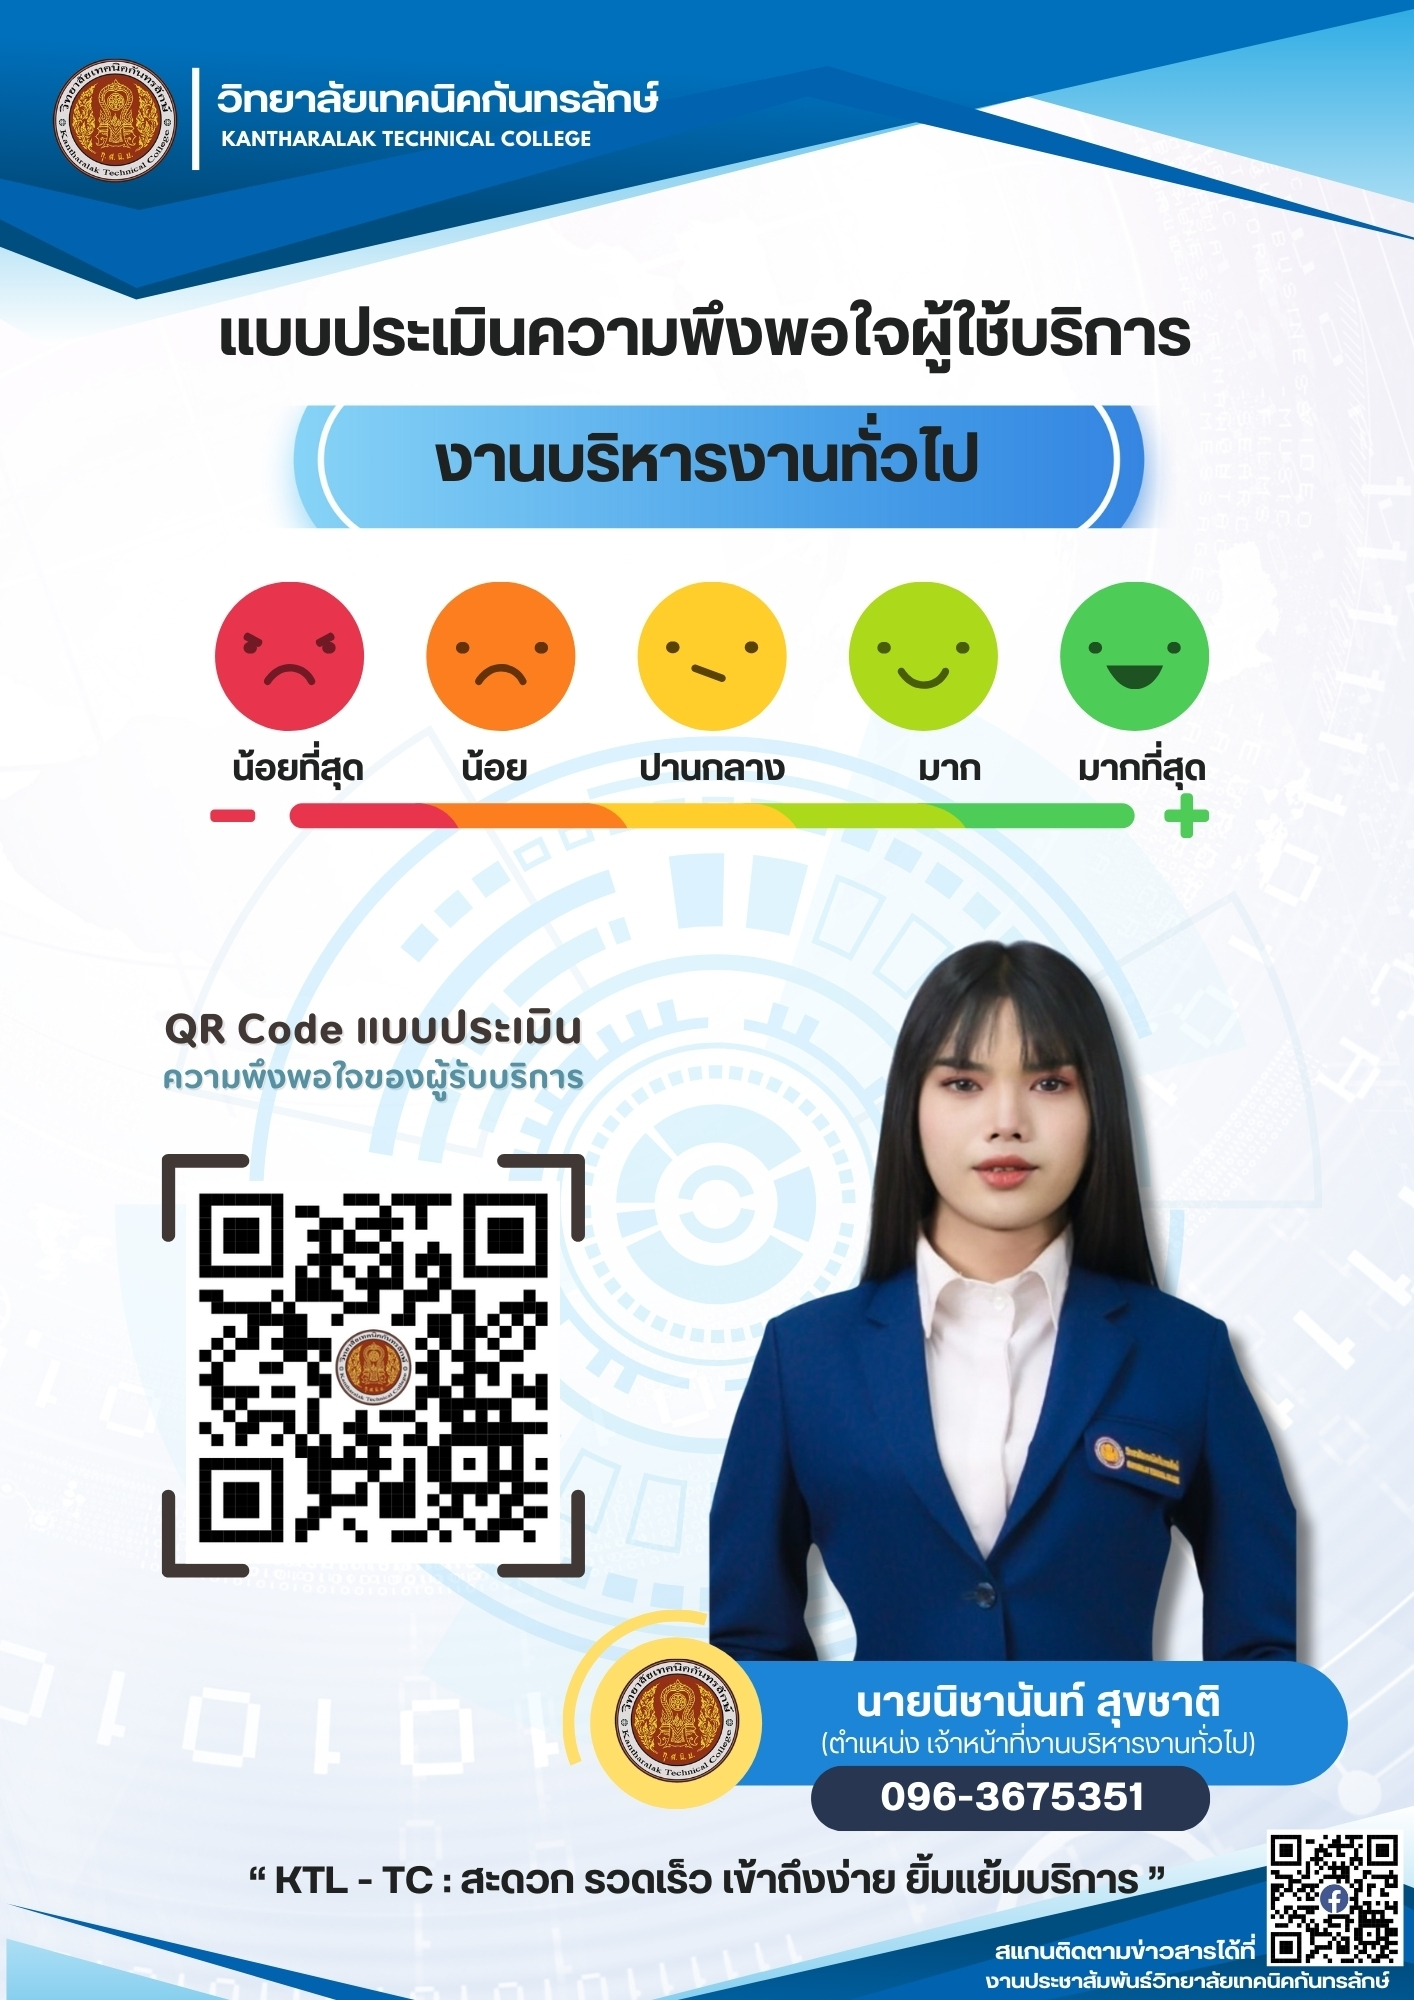 วิทยาลัยเทคนิคกันทรลักษ์
KANTHARALAK TECHNICAL COLLEGE
แบบประเมินความพึงพอใจผู้ใช้บริการ
งานบริหารงานทั่วไป
น้อยที่สุด น้อย ปานกลาง มาก มากที่สุด
QR Code แบบประเมิน
ความพึงพอใจของผู้รับบริการ
นายนิชานันท์ สุขชาติ
(ตำแหน่ง เจ้าหน้าที่งานบริหารงานทั่วไป)
096-3675351
“ KTL - TC : สะดวก รวดเร็ว เข้าถึงง่าย ยิ้มแย้มบริการ ”
สแกนติดตามข่าวสารได้ที่
งานประชาสัมพันธ์วิทยาลัยเทคนิคกันทรลักษ์